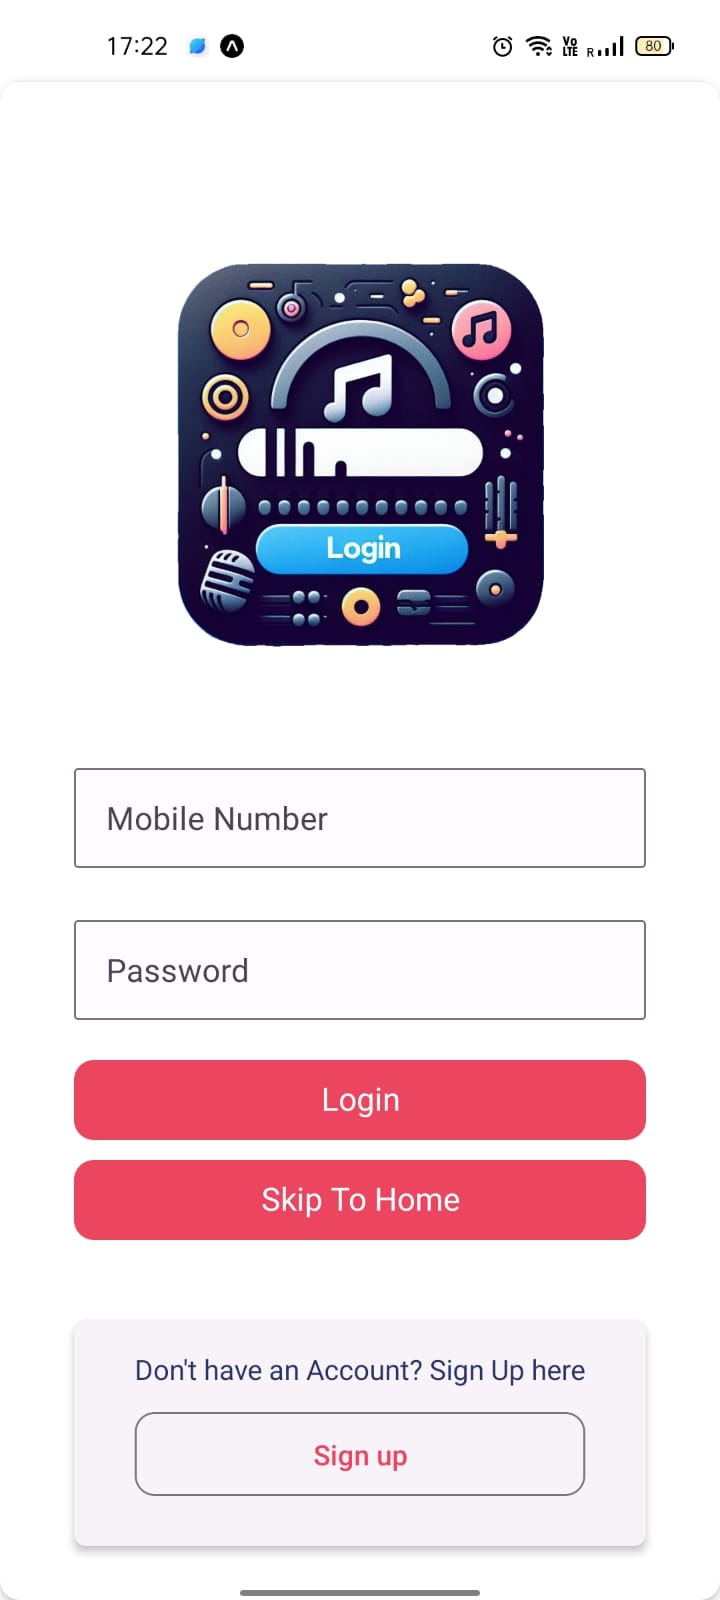 17:22
Vo
LTE
R
80
Login
Mobile Number
Password
Login
Skip To Home
Don't have an Account? Sign Up here
Sign up